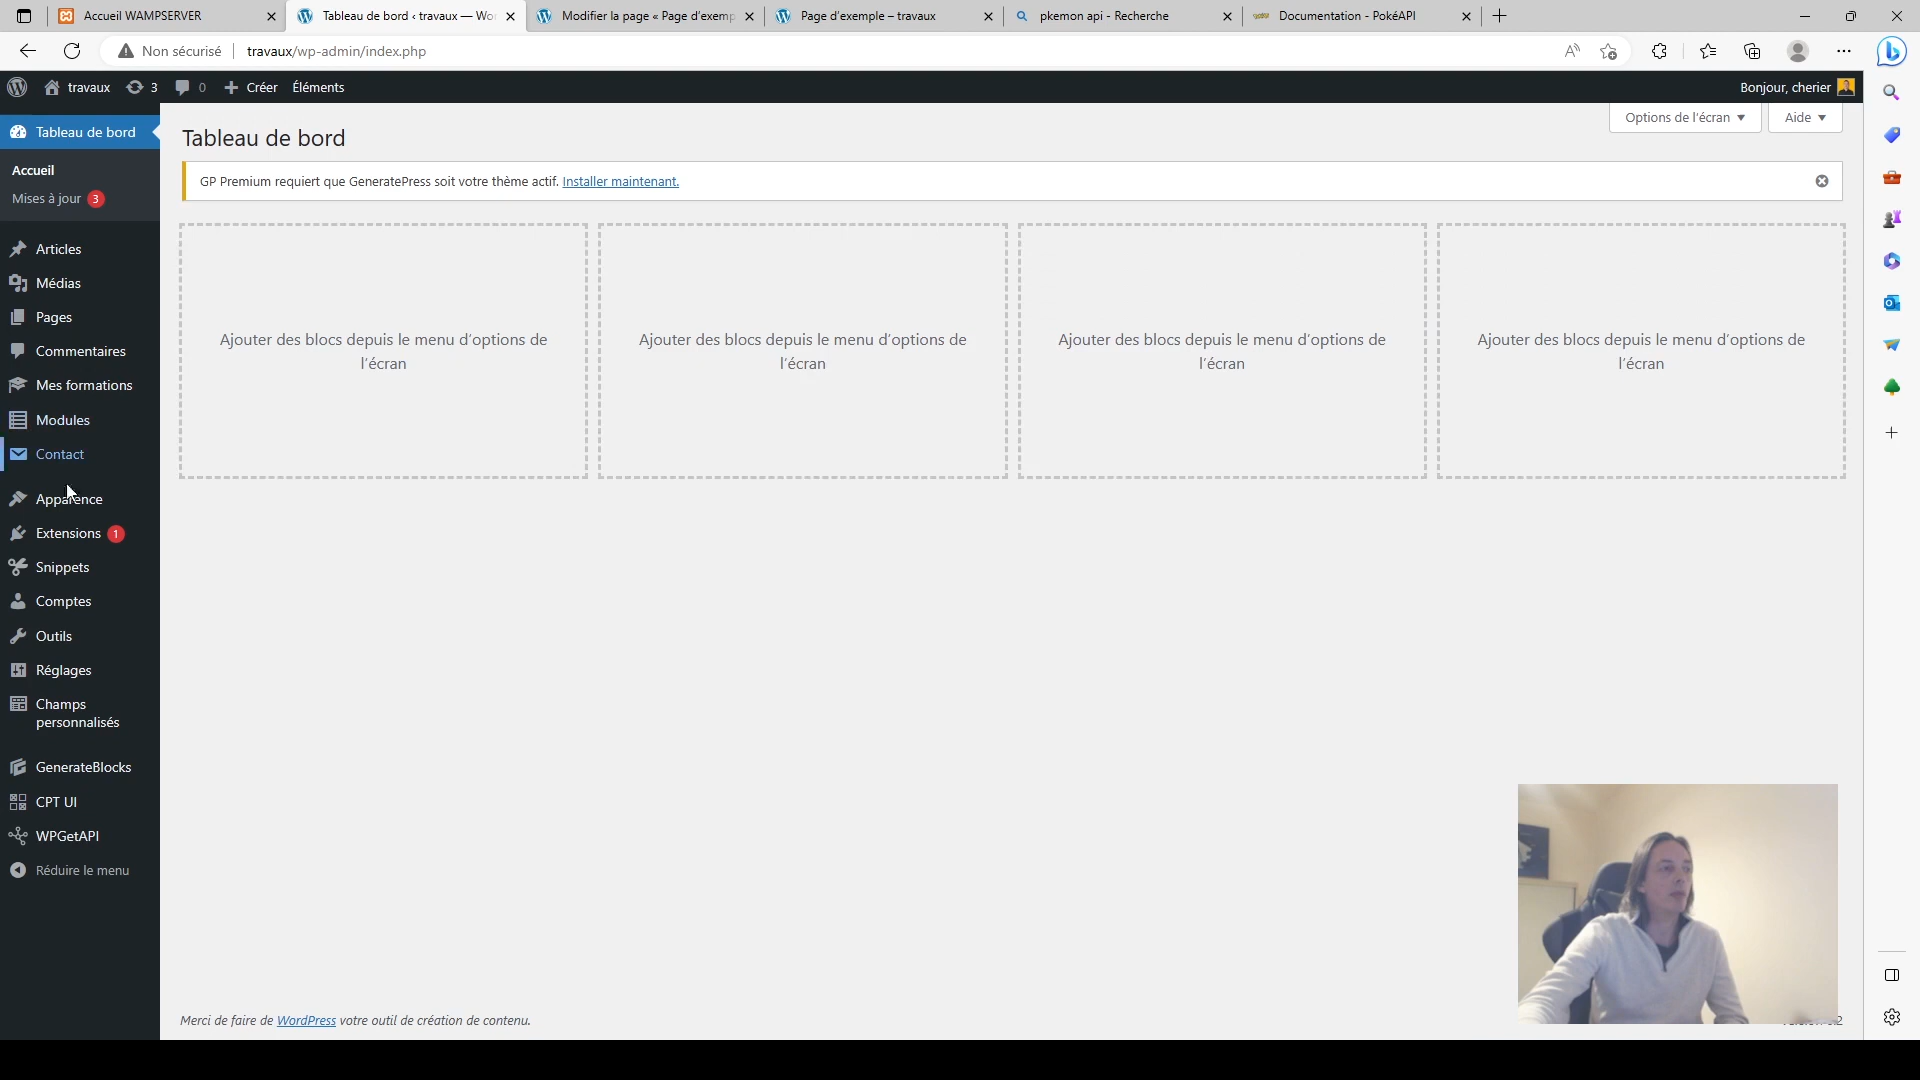 Accueil WAMPSERVER
Tableau de bord ‹ travaux — Wo
Modifier la page « Page d'exemp
Page d'exemple – travaux
pkemon api - Recherche
Documentation - PokéAPI
Non sécurisé
travaux/wp-admin/index.php
travaux
3
0
Créer
Éléments
Bonjour, cherier
Tableau de bord
Accueil
Mises à jour 3
Articles
Médias
Pages
Commentaires
Mes formations
Modules
Contact
Apparence
Extensions 1
Snippets
Comptes
Outils
Réglages
Champs
personnalisés
GenerateBlocks
CPT UI
WPGetAPI
Réduire le menu
Options de l'écran
Aide
Tableau de bord
GP Premium requiert que GeneratePress soit votre thème actif. Installer maintenant.
Ajouter des blocs depuis le menu d'options de
l'écran
Ajouter des blocs depuis le menu d'options de
l'écran
Ajouter des blocs depuis le menu d'options de
l'écran
Ajouter des blocs depuis le menu d'options de
l'écran
Merci de faire de WordPress votre outil de création de contenu.